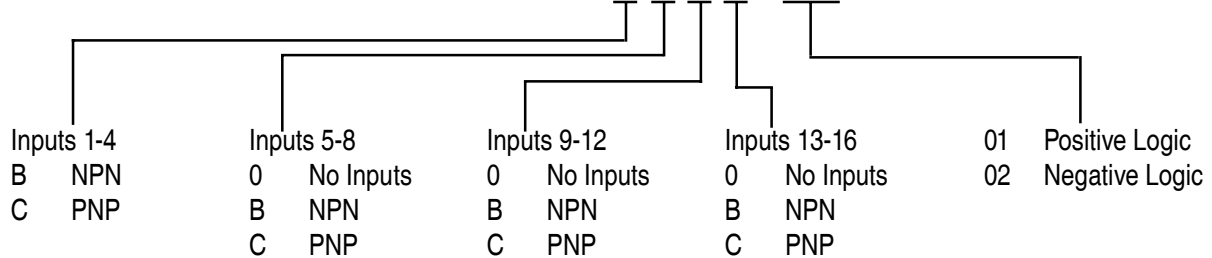 Inputs 1-4
B NPN
C PNP
Inputs 5-8
0 No Inputs
B NPN
C PNP
Inputs 9-12
0 No Inputs
B NPN
C PNP
Inputs 13-16
0 No Inputs
B NPN
C PNP
01 Positive Logic
02 Negative Logic